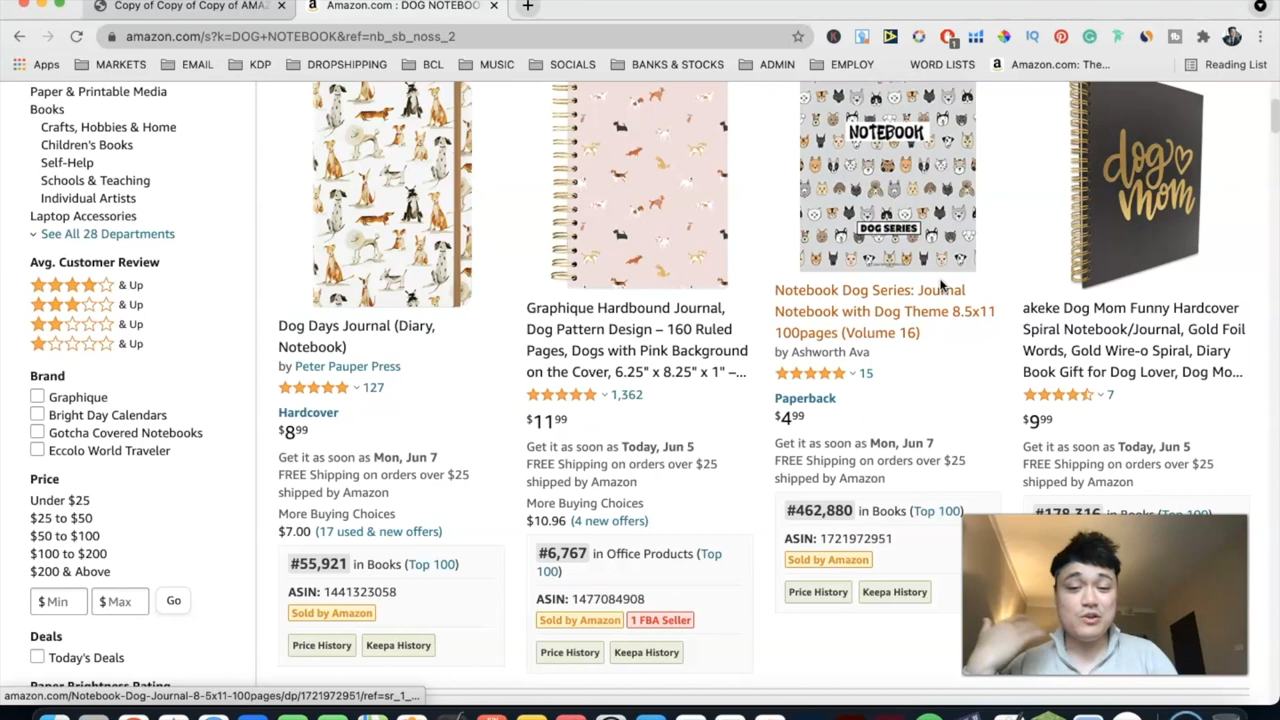 Copy of Copy of Copy of AMAZ
Amazon.com : DOG NOTEBOO
amazon.com/s?k=DOG+NOTEBOOK&ref=nb_sb_noss_2
Apps
MARKETS
EMAIL
KDP
DROPSHIPPING
BCL
MUSIC
SOCIALS
BANKS & STOCKS
ADMIN
EMPLOY
WORD LISTS
Amazon.com: The...
Reading List
Paper & Printable Media
Books
Crafts, Hobbies & Home
Children's Books
Self-Help
Schools & Teaching
Individual Artists
Laptop Accessories
See All 28 Departments
Avg. Customer Review
& Up
& Up
& Up
& Up
Brand
Graphique
Bright Day Calendars
Gotcha Covered Notebooks
Eccolo World Traveler
Price
Under $25
$25 to $50
$50 to $100
$100 to $200
$200 & Above
$ Min
$ Max
Go
Deals
Today's Deals
Dog Days Journal (Diary,
Notebook)
by Peter Pauper Press
127
Hardcover
$8 99
Get it as soon as Mon, Jun 7
FREE Shipping on orders over $25
shipped by Amazon
More Buying Choices
$7.00 (17 used & new offers)
#55,921 in Books (Top 100)
ASIN: 1441323058
Sold by Amazon
Price History
Keepa History
Graphique Hardbound Journal,
Dog Pattern Design – 160 Ruled
Pages, Dogs with Pink Background
on the Cover, 6.25" x 8.25" x 1" –...
1,362
$11 99
Get it as soon as Today, Jun 5
FREE Shipping on orders over $25
shipped by Amazon
More Buying Choices
$10.96 (4 new offers)
#6,767 in Office Products (Top
100)
ASIN: 1477084908
Sold by Amazon
1 FBA Seller
Price History
Keepa History
NOTEBOOK
DOG SERIES
Notebook Dog Series: Journal
Notebook with Dog Theme 8.5x11
100pages (Volume 16)
by Ashworth Ava
15
Paperback
$4 99
Get it as soon as Mon, Jun 7
FREE Shipping on orders over $25
shipped by Amazon
#462,880 in Books (Top 100)
ASIN: 1721972951
Sold by Amazon
Price History
Keepa History
dog
mom
akeke Dog Mom Funny Hardcover
Spiral Notebook/Journal, Gold Foil
Words, Gold Wire-o Spiral, Diary
Book Gift for Dog Lover, Dog Mo...
7
$9 99
Get it as soon as Today, Jun 5
FREE Shipping on orders over $25
shipped by Amazon
#178,316 in Books (Top 100)
amazon.com/Notebook-Dog-Journal-8-5x11-100pages/dp/1721972951/ref=sr_1_...